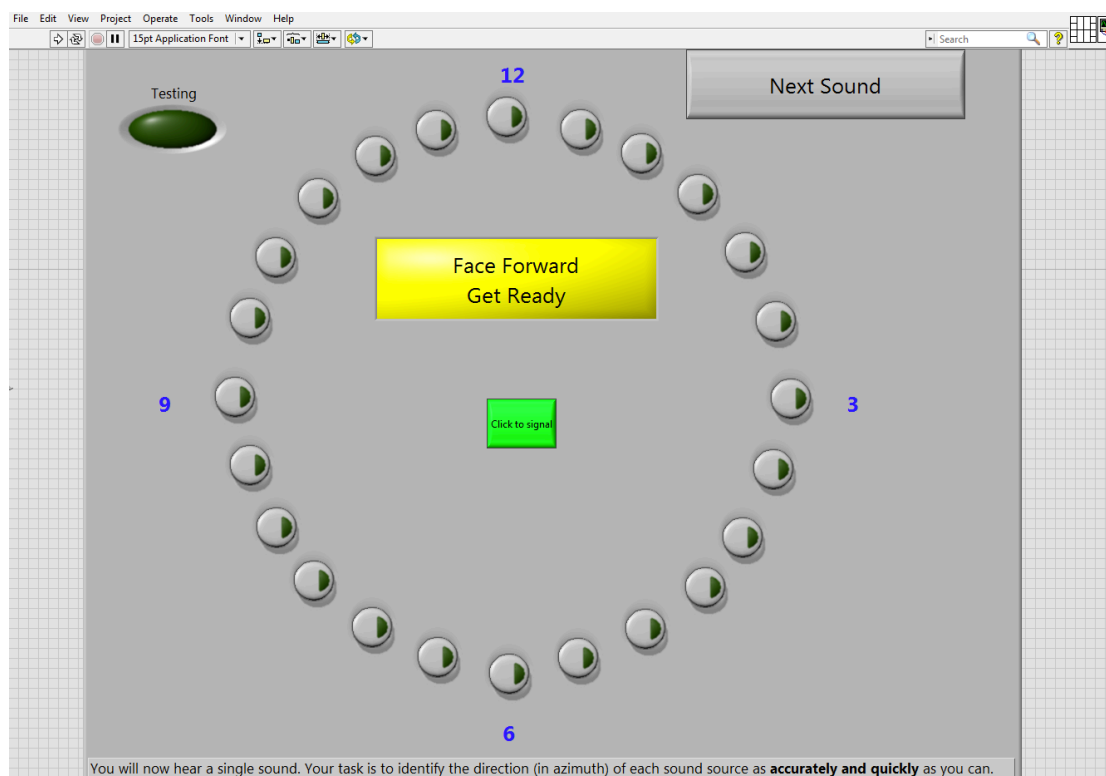 File Edit View Project Operate Tools Window Help
15pt Application Font
Search
?
Testing
12
Next Sound
Face Forward
Get Ready
9
3
Click to signal
6
You will now hear a single sound. Your task is to identify the direction (in azimuth) of each sound source as accurately and quickly as you can.